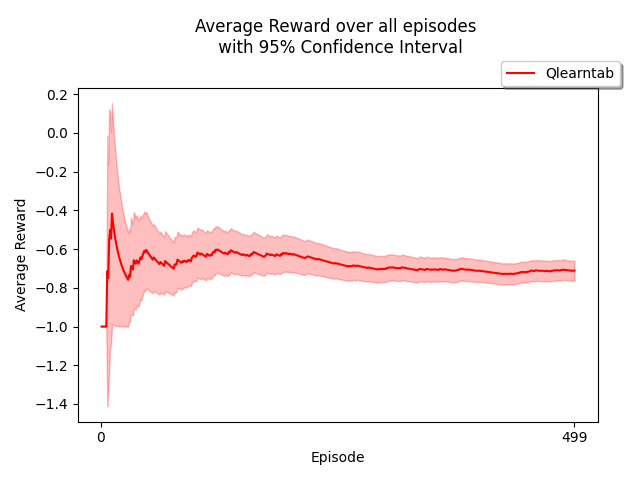 Average Reward over all episodes
with 95% Confidence Interval
Qlearntab
0.2
0.0
−0.2
−0.4
−0.6
−0.8
−1.0
−1.2
−1.4
Average Reward
0
499
Episode